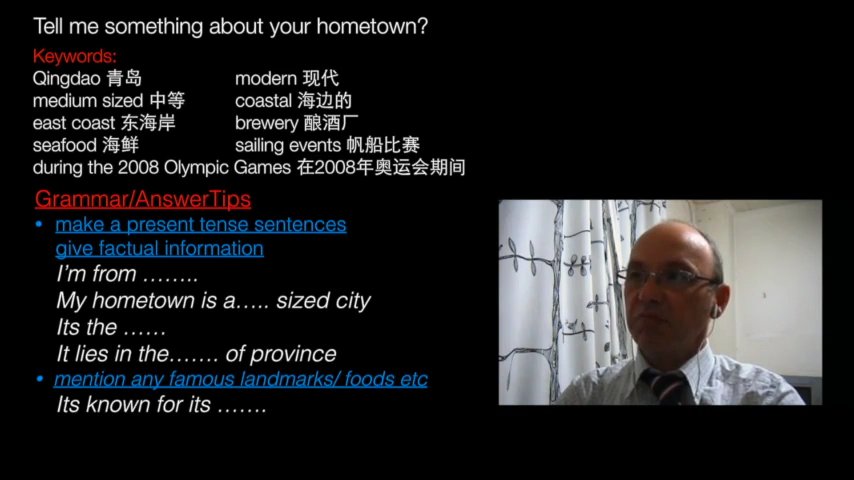 Tell me something about your hometown?
Keywords:
Qingdao 青岛 modern 现代
medium sized 中等 coastal 海边的
east coast 东海岸 brewery 酿酒厂
seafood 海鲜 sailing events 帆船比赛
during the 2008 Olympic Games 在2008年奥运会期间
Grammar/AnswerTips
• make a present tense sentences
give factual information
I'm from ……..
My hometown is a….. sized city
Its the ……
It lies in the……. of province
• mention any famous landmarks/ foods etc
Its known for its …….